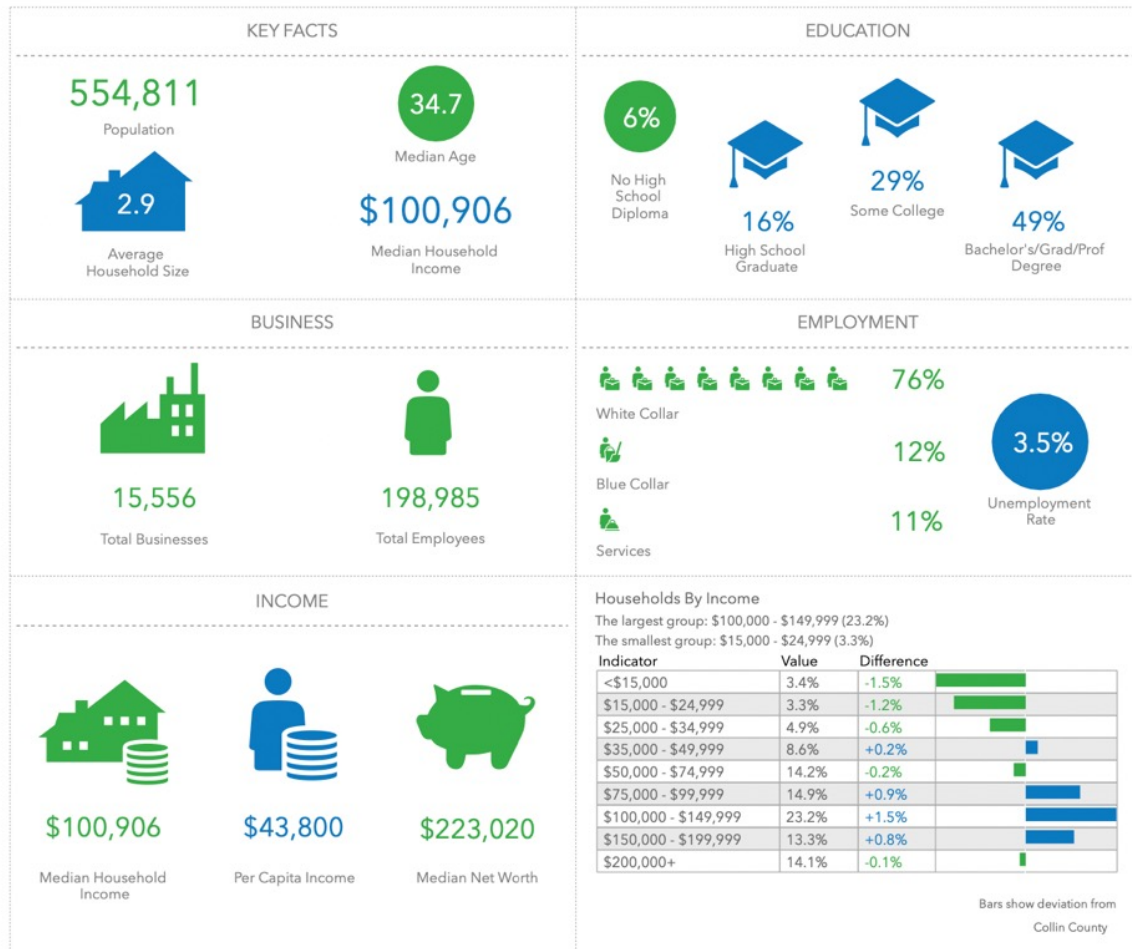 KEY FACTS
554,811
Population
34.7
Median Age
2.9
Average
Household Size
$100,906
Median Household
Income
EDUCATION
6%
No High
School
Diploma
16%
High School
Graduate
29%
Some College
49%
Bachelor's/Grad/Prof
Degree
BUSINESS
15,556
Total Businesses
198,985
Total Employees
EMPLOYMENT
76%
White Collar
12%
Blue Collar
11%
Services
3.5%
Unemployment
Rate
INCOME
$100,906
Median Household
Income
$43,800
Per Capita Income
$223,020
Median Net Worth
Households By Income
The largest group: $100,000 - $149,999 (23.2%)
The smallest group: $15,000 - $24,999 (3.3%)
Indicator Value Difference
<$15,000 3.4% -1.5%
$15,000 - $24,999 3.3% -1.2%
$25,000 - $34,999 4.9% -0.6%
$35,000 - $49,999 8.6% +0.2%
$50,000 - $74,999 14.2% -0.2%
$75,000 - $99,999 14.9% +0.9%
$100,000 - $149,999 23.2% +1.5%
$150,000 - $199,999 13.3% +0.8%
$200,000+ 14.1% -0.1%
Bars show deviation from
Collin County